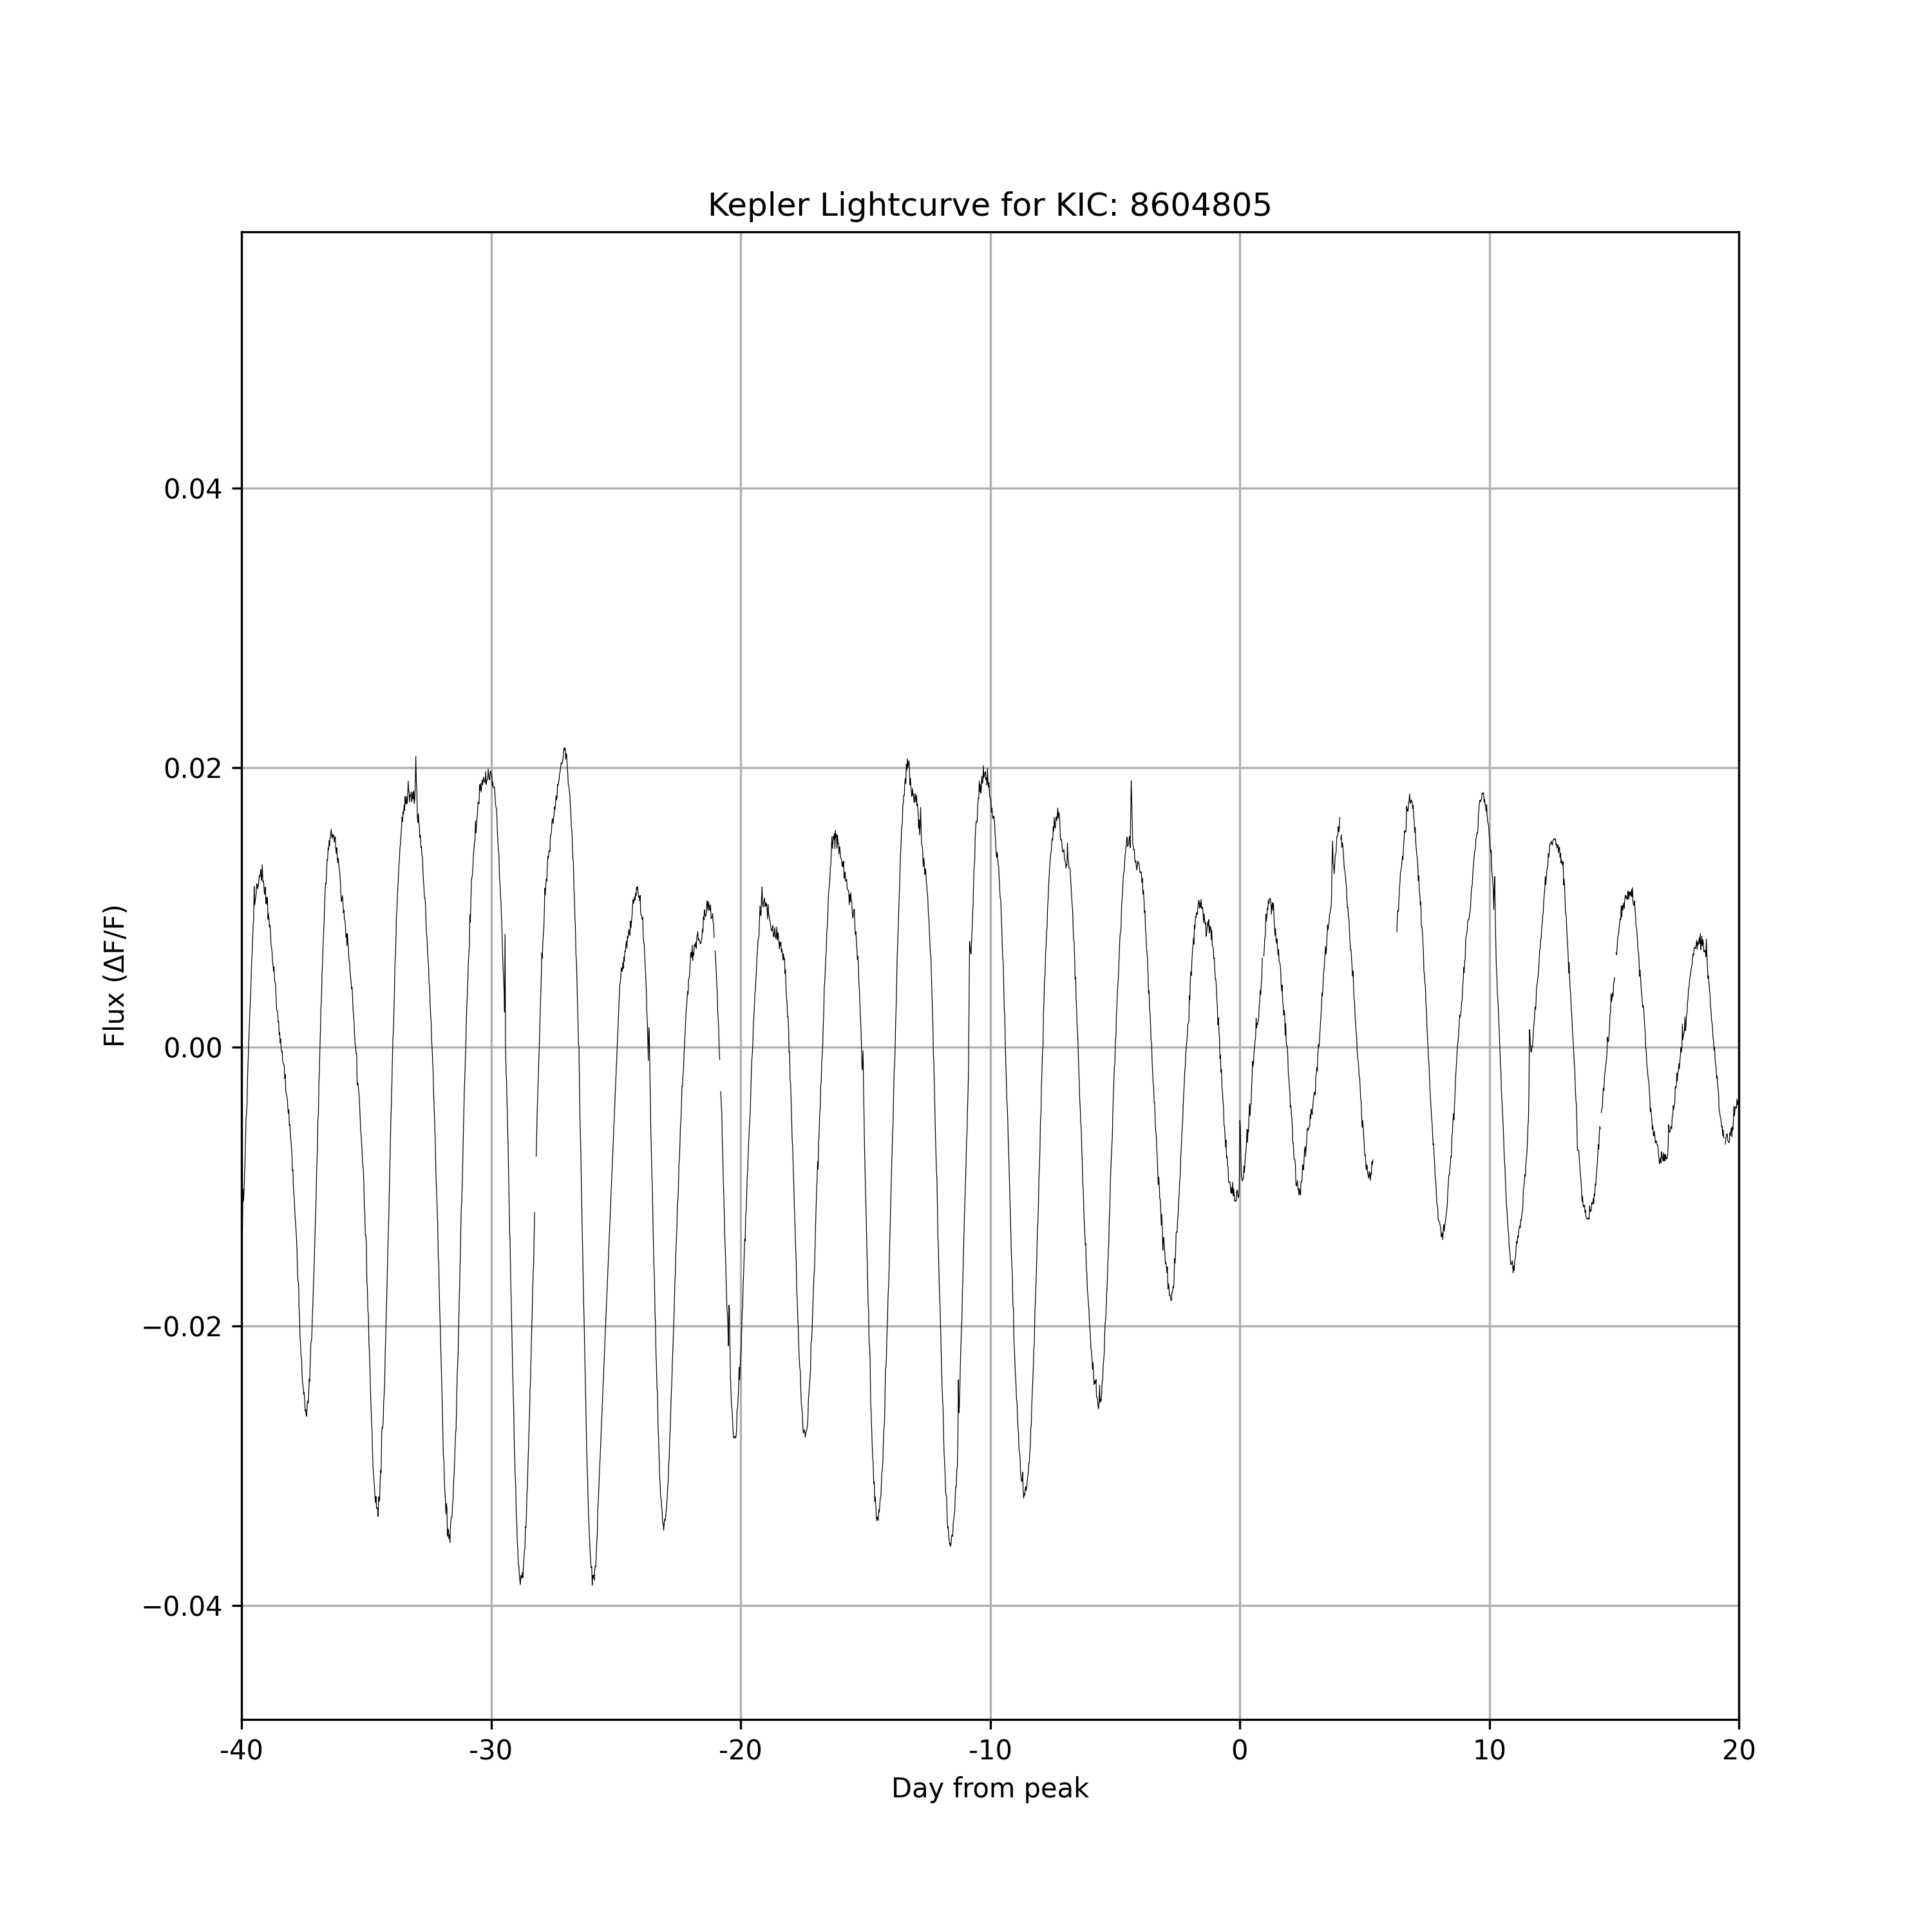 Kepler Lightcurve for KIC: 8604805
Flux (ΔF/F)
0.04
0.02
0.00
−0.02
−0.04
-40 -30 -20 -10 0 10 20
Day from peak